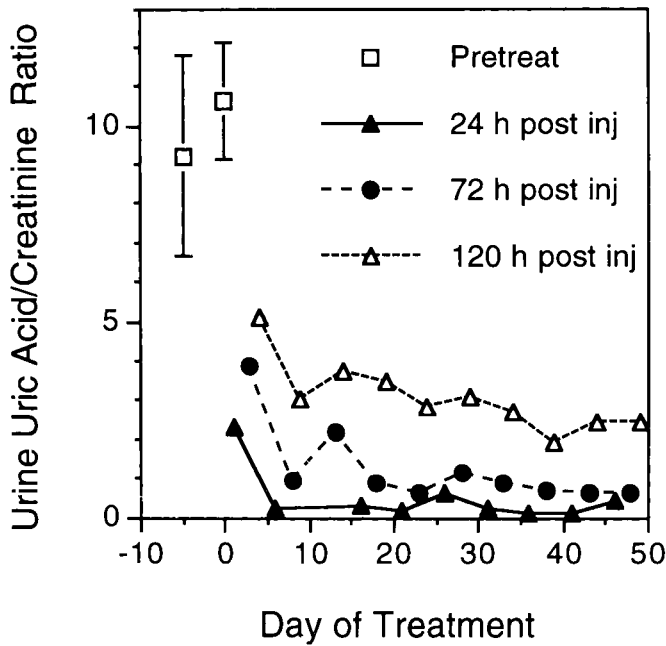 Urine Uric Acid/Creatinine Ratio
10
5
0
Pretreat
24 h post inj
72 h post inj
120 h post inj
-10 0 10 20 30 40 50
Day of Treatment